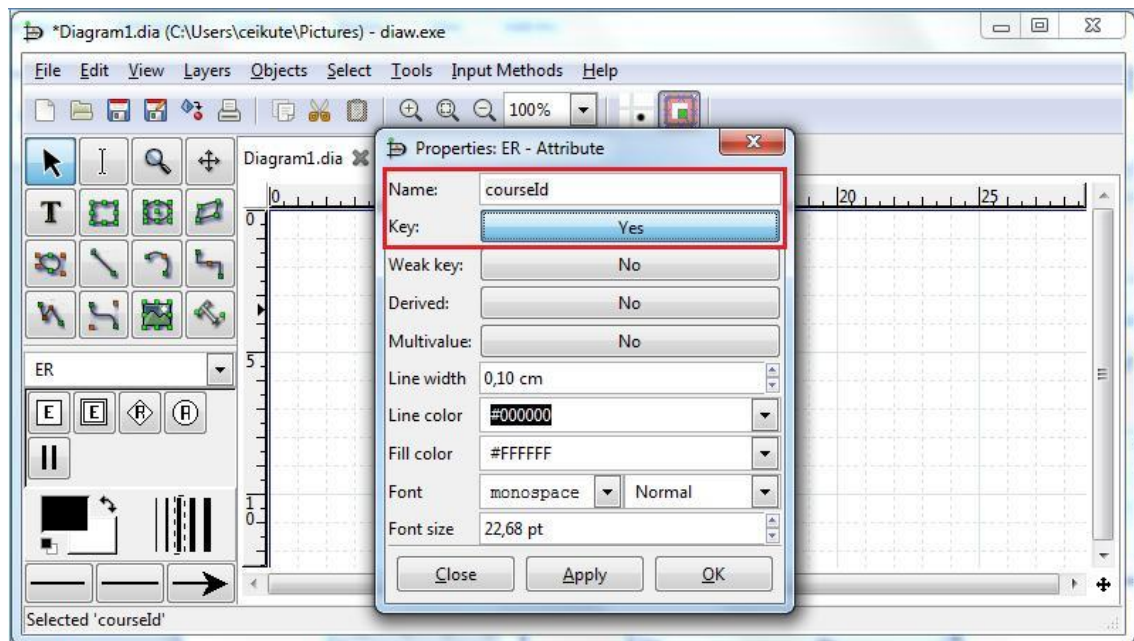 *Diagram1.dia (C:\Users\ceikute\Pictures) - diaw.exe
File Edit View Layers Objects Select Tools Input Methods Help
100%
Diagram1.dia
Properties: ER - Attribute
Name: courseId
Key: Yes
Weak key: No
Derived: No
Multivalue: No
Line width 0,10 cm
Line color #000000
Fill color #FFFFFF
Font monospace Normal
Font size 22,68 pt
Close Apply OK
0 20 25
0
5
10
T
ER
E E R A
Selected 'courseId'